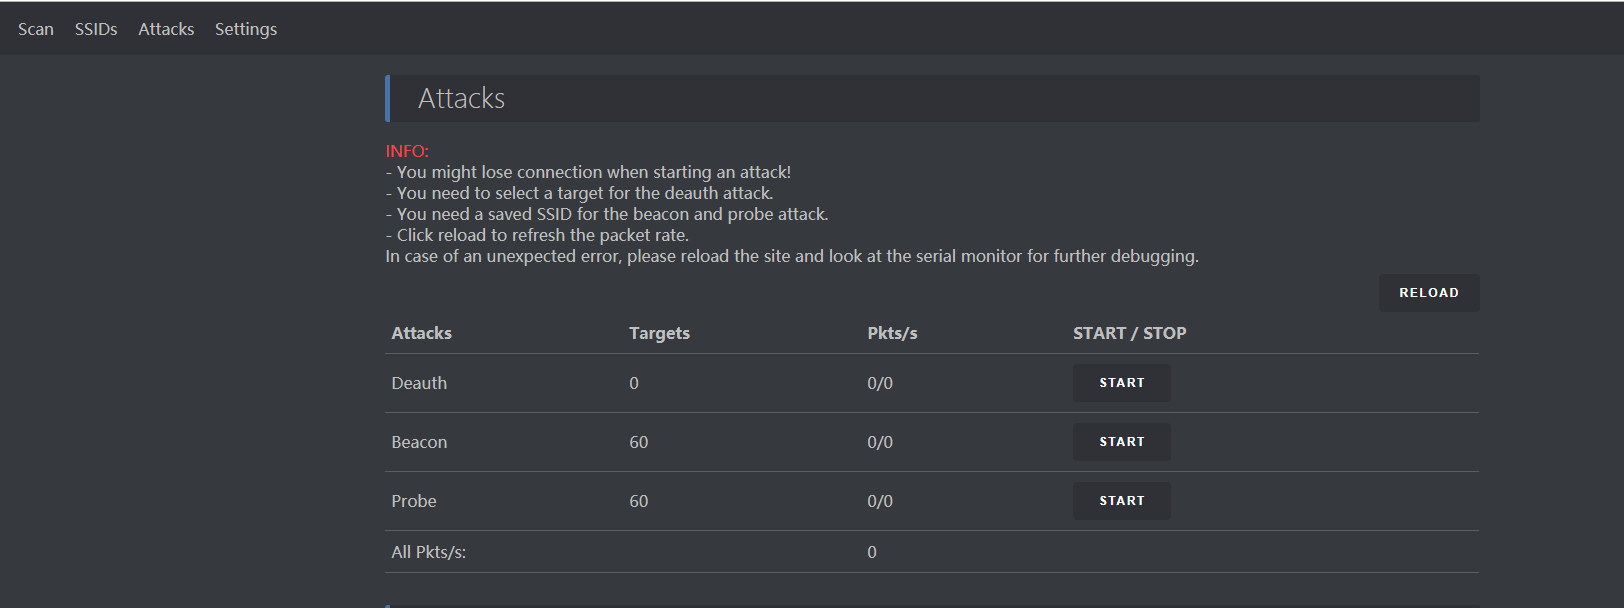 Scan SSIDs Attacks Settings
Attacks
INFO:
- You might lose connection when starting an attack!
- You need to select a target for the deauth attack.
- You need a saved SSID for the beacon and probe attack.
- Click reload to refresh the packet rate.
In case of an unexpected error, please reload the site and look at the serial monitor for further debugging.
RELOAD
Attacks Targets Pkts/s START / STOP
Deauth 0 0/0 START
Beacon 60 0/0 START
Probe 60 0/0 START
All Pkts/s: 0